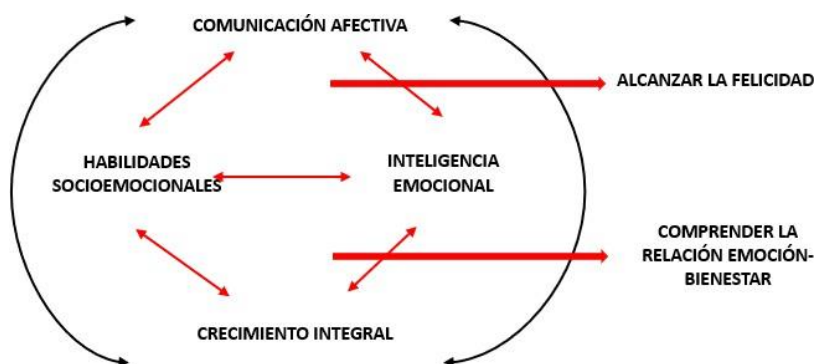 COMUNICACIÓN AFECTIVA
ALCANZAR LA FELICIDAD
HABILIDADES
SOCIOEMOCIONALES
INTELIGENCIA
EMOCIONAL
COMPRENDER LA
RELACIÓN EMOCIÓN-
BIENESTAR
CRECIMIENTO INTEGRAL